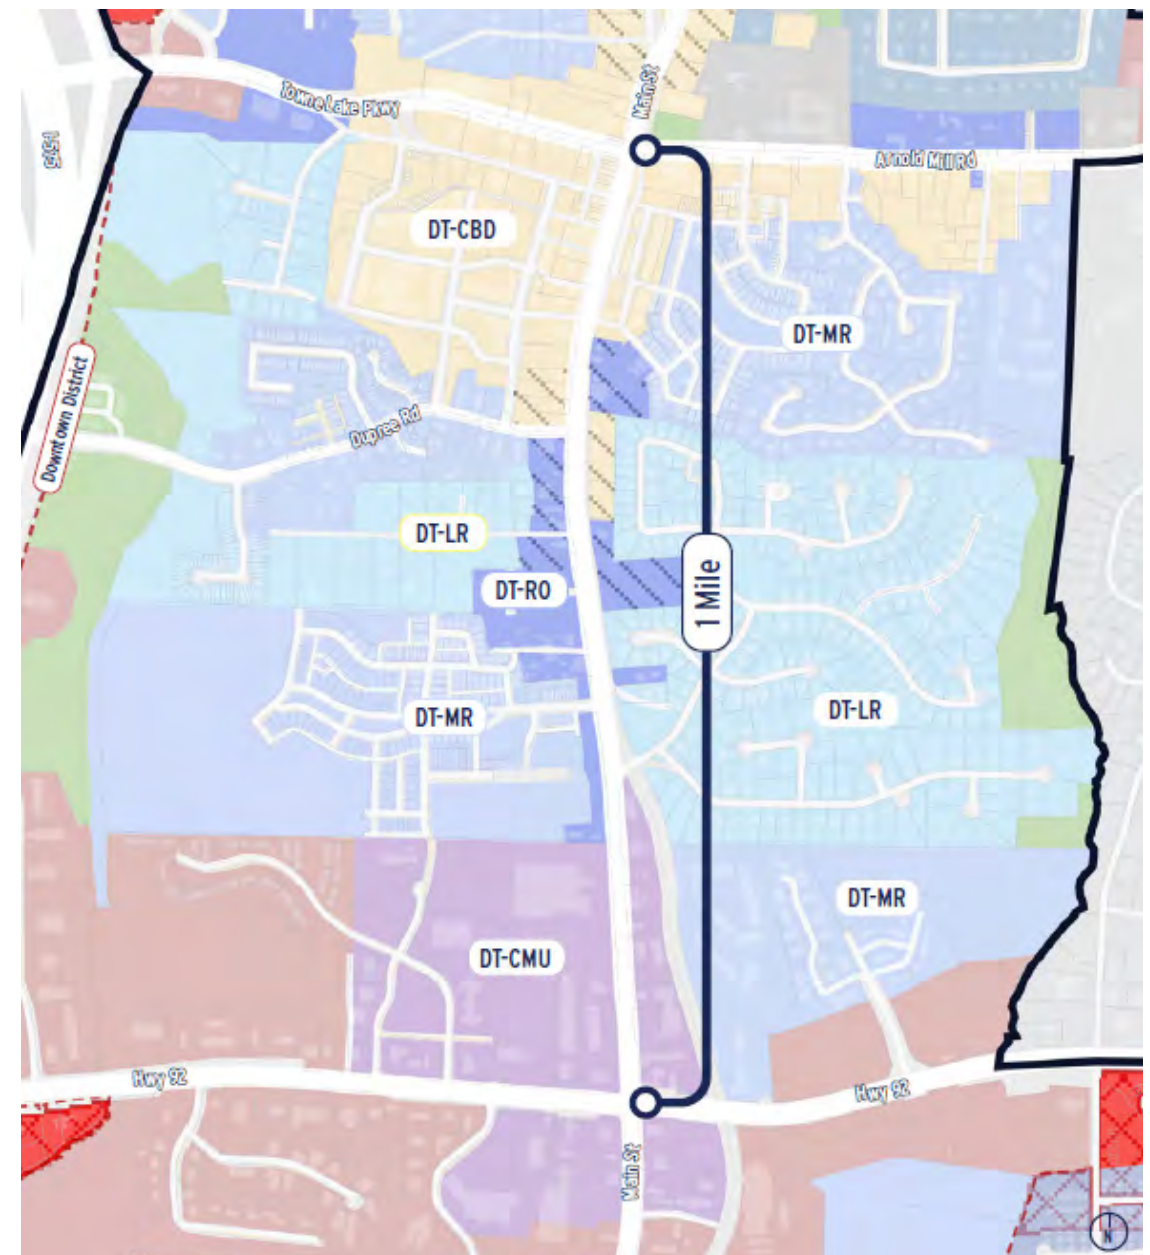 Main St
Towne Lake Pkwy
I-575
Arnold Mill Rd
DT-CBD
DT-MR
Downtown District
Dupree Rd
DT-LR
DT-RO
1 Mile
DT-MR
DT-LR
DT-MR
DT-CMU
Hwy 92
Hwy 92
Main St
N